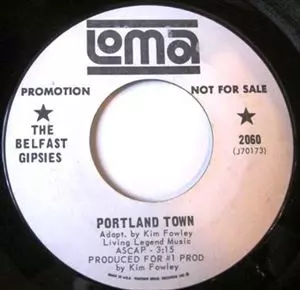 Loma
PROMOTION
NOT FOR SALE
THE
BELFAST
GIPSIES
2060
(J70173)
PORTLAND TOWN
Adapt. by Kim Fowley
Living Legend Music
ASCAP - 3:15
PRODUCED FOR #1 PROD
by Kim Fowley